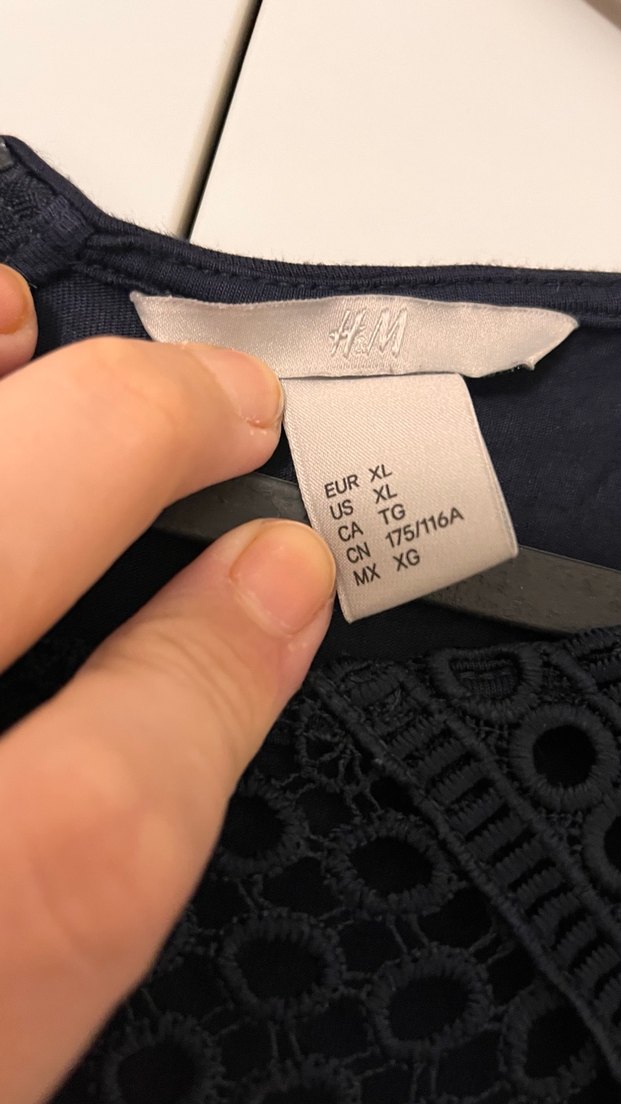 H&M
EUR XL
US XL
CA TG
CN 175/116A
MX XG